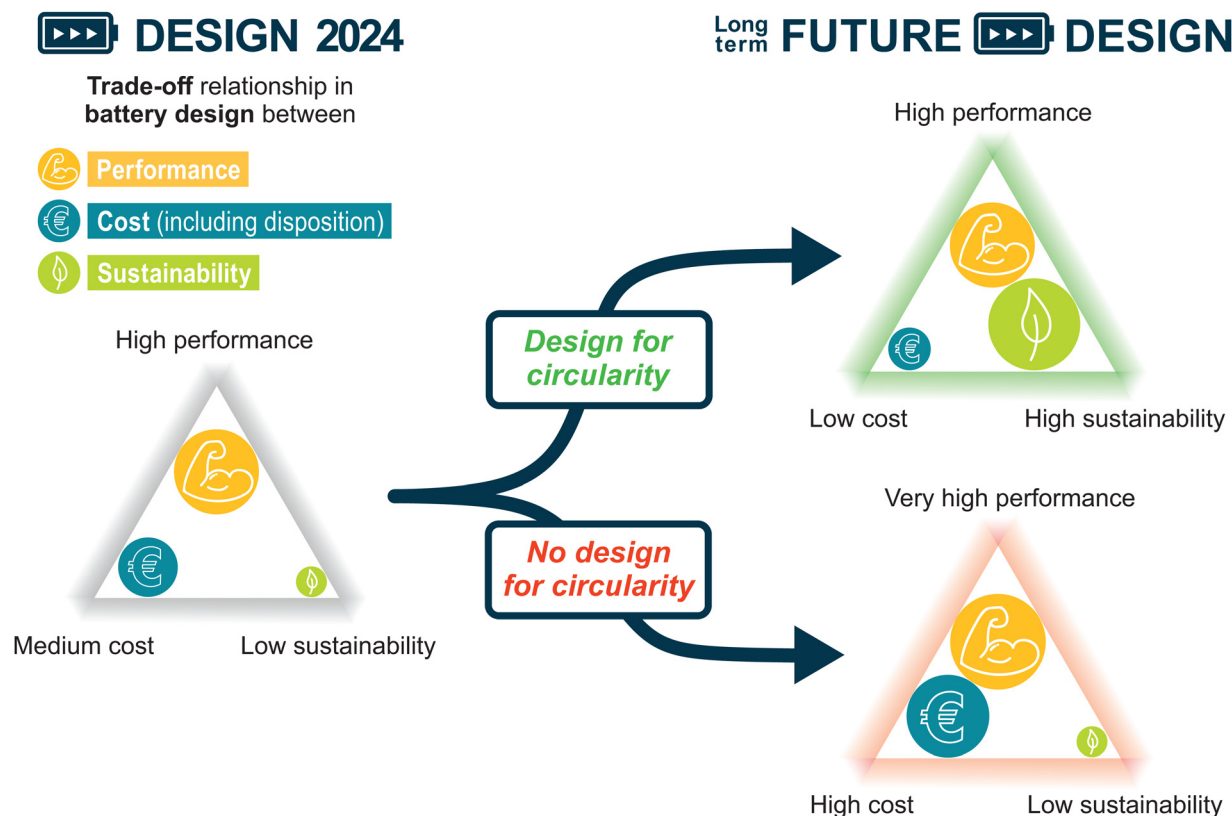 DESIGN 2024
Trade-off relationship in
battery design between
Performance
Cost (including disposition)
Sustainability
High performance
Medium cost
Low sustainability
Design for
circularity
No design
for circularity
Long
term
FUTURE
DESIGN
High performance
Low cost
High sustainability
Very high performance
High cost
Low sustainability